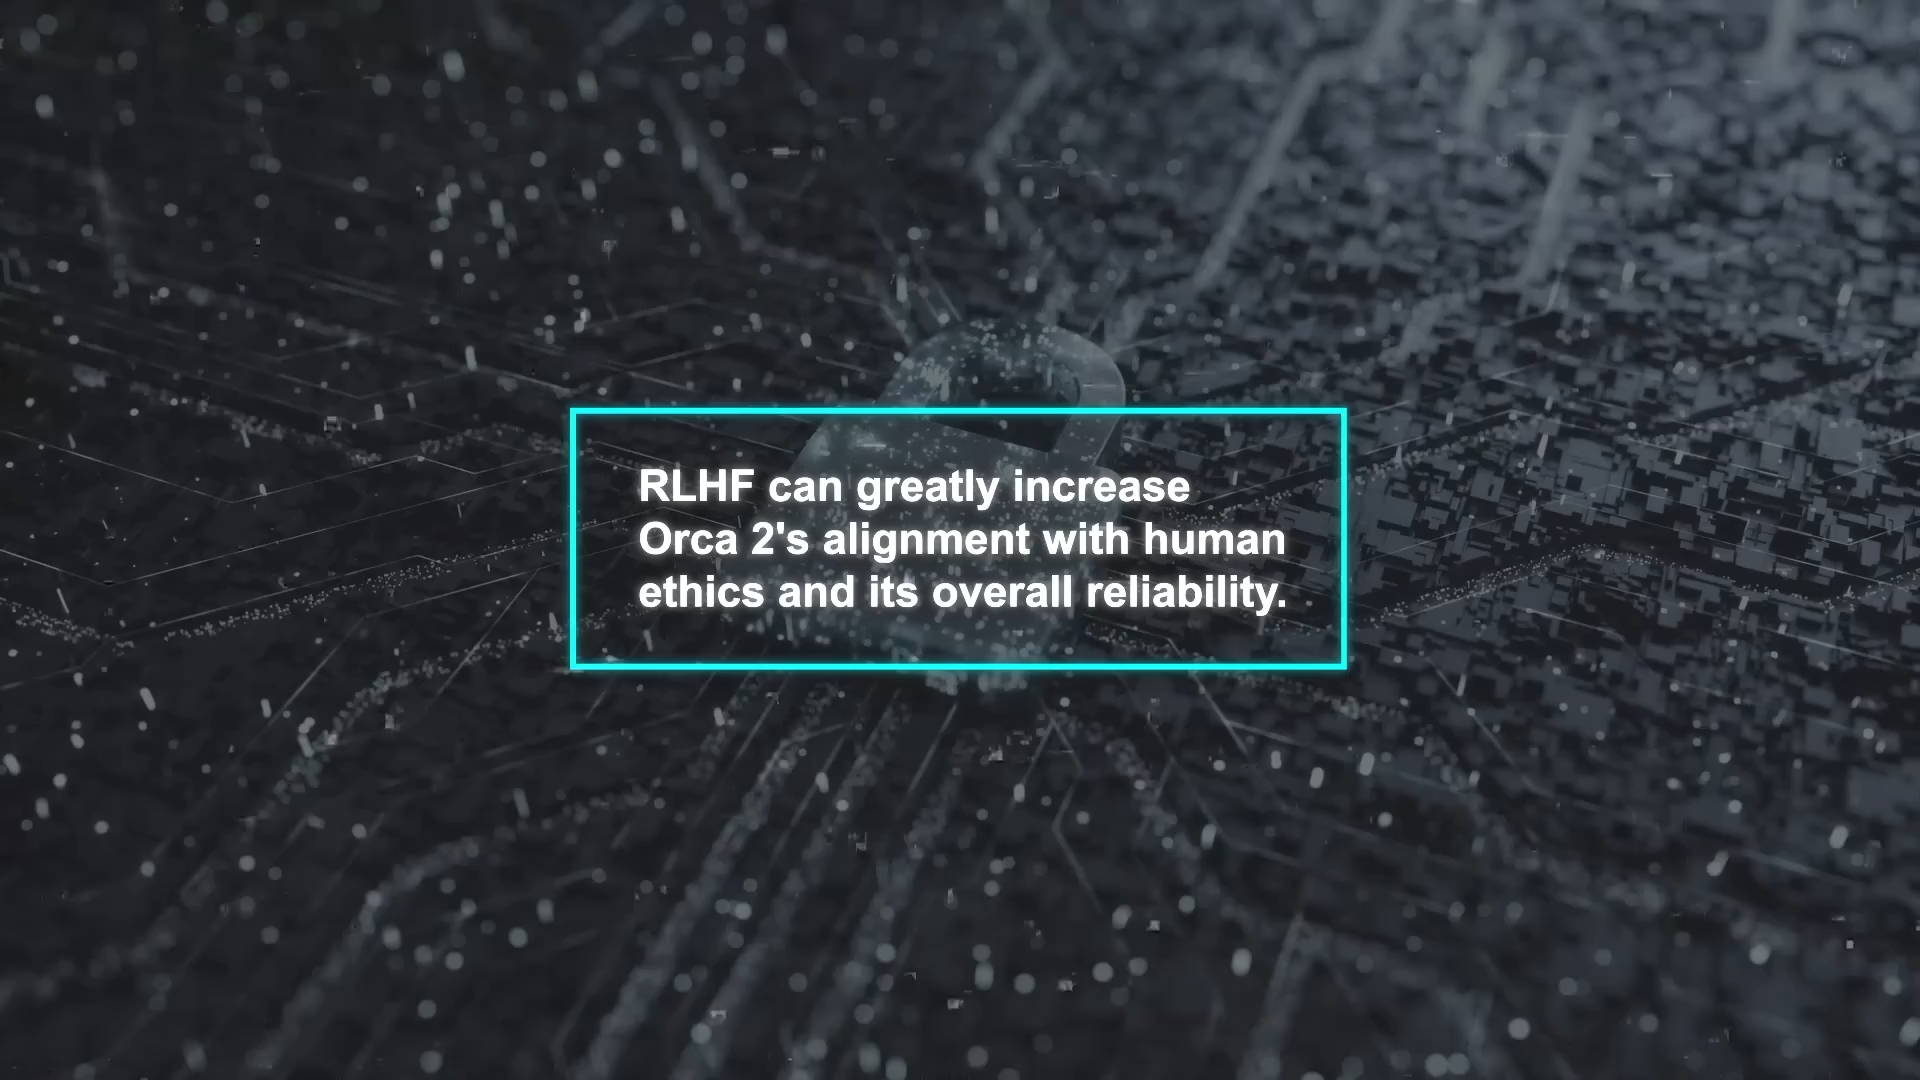 RLHF can greatly increase
Orca 2's alignment with human
ethics and its overall reliability.